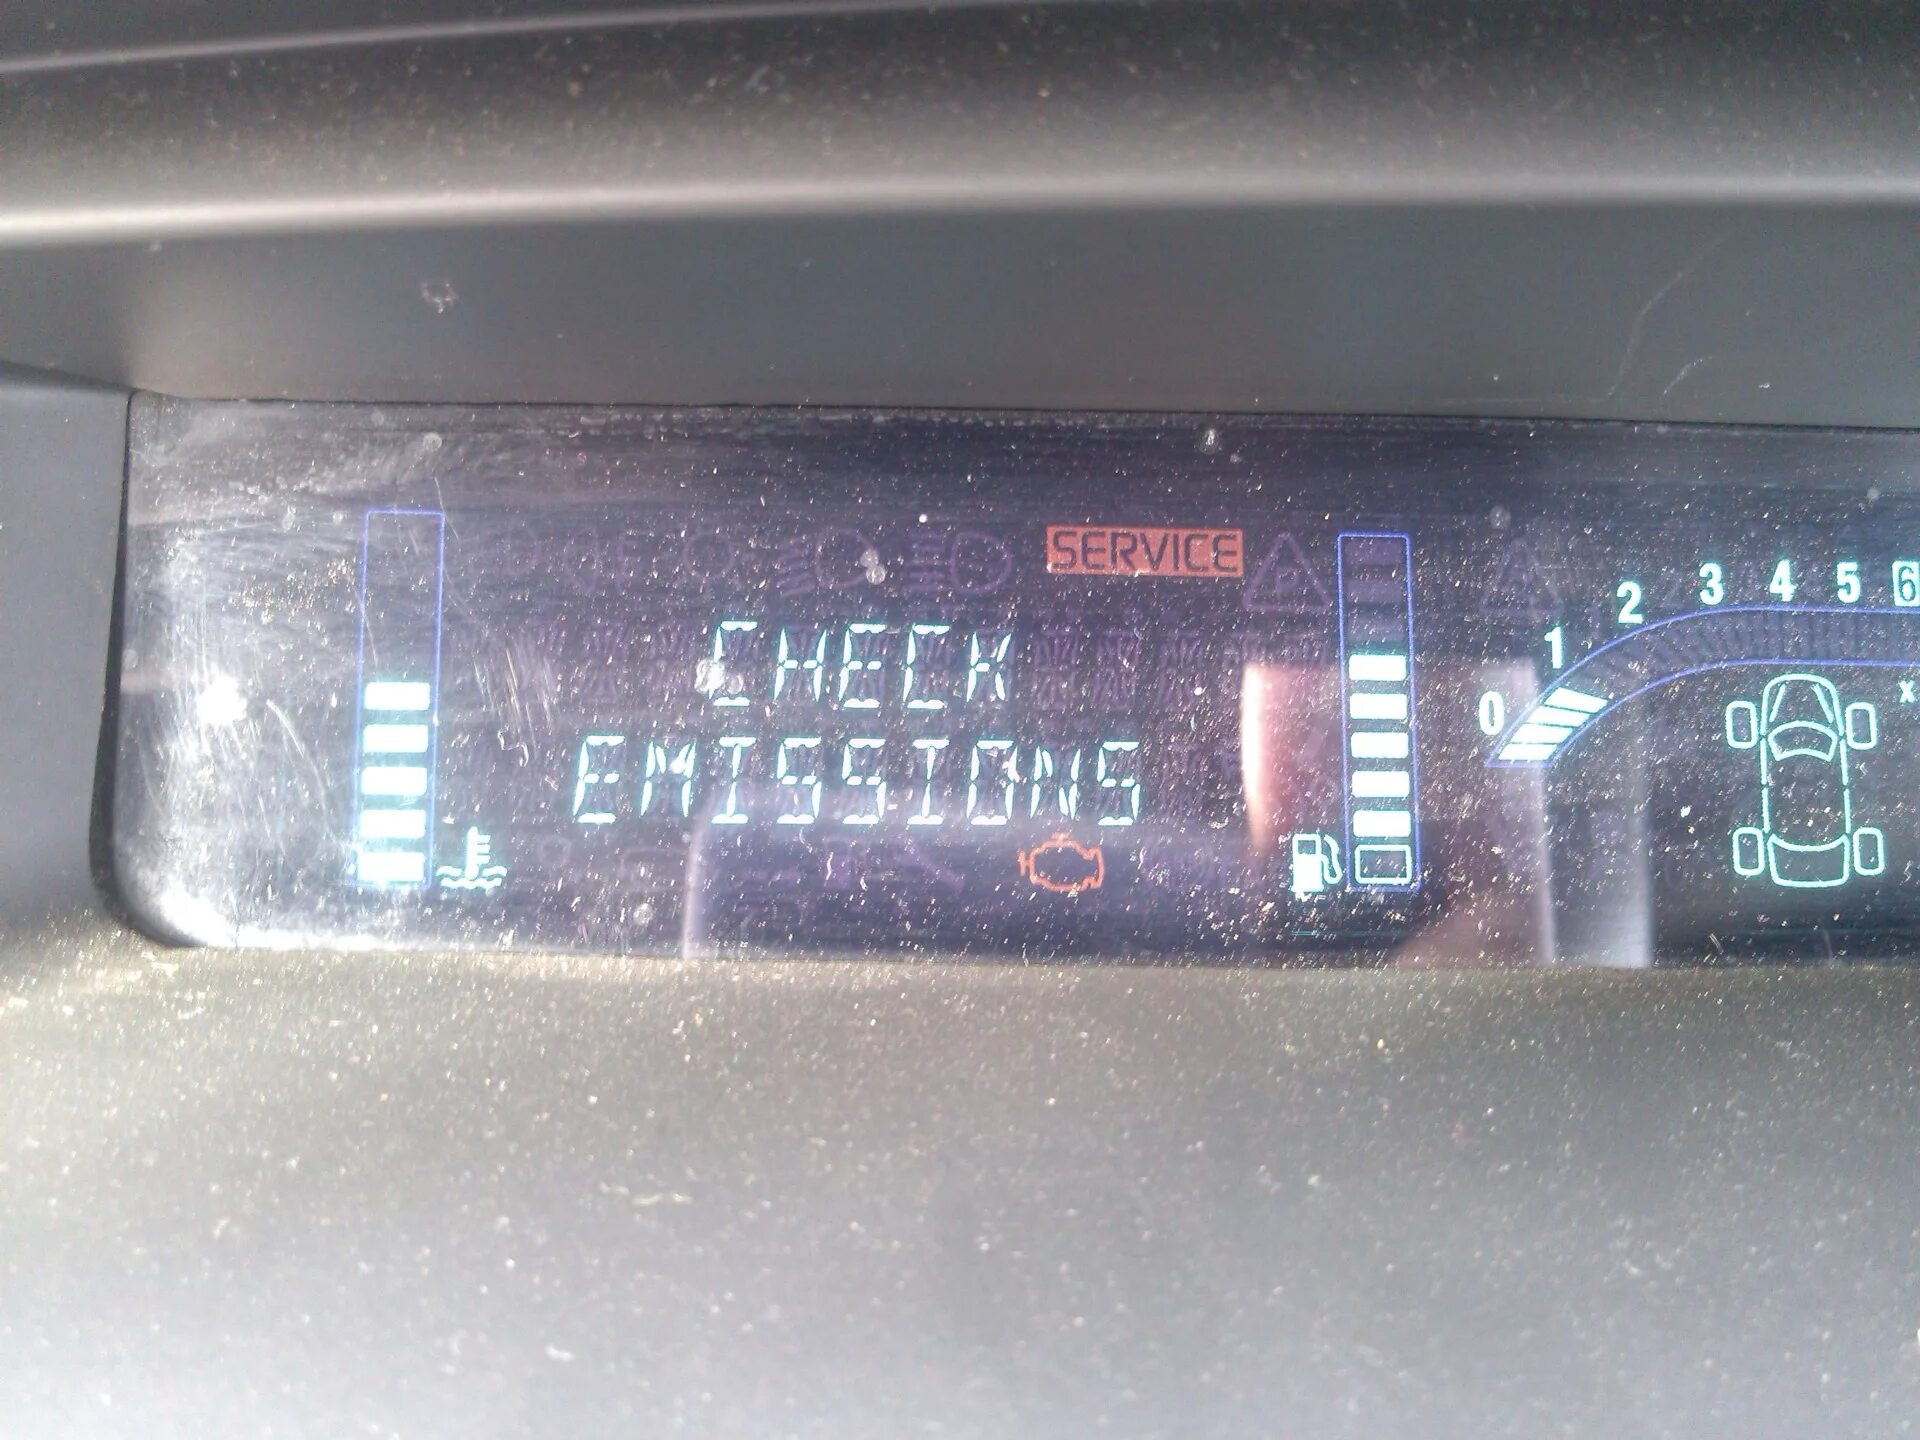 SERVICE
CHECK
EMISSIONS
0 1 2 3 4 5 6
x